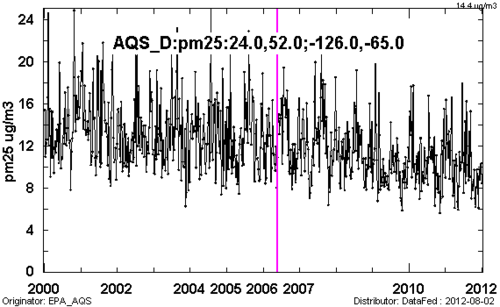 14.4 ug/m3
AQS_D:pm25:24.0,52.0;-126.0,-65.0
24
20
16
12
8
4
0
pm25 ug/m3
2000 2002 2004 2005 2006 2007 2010 2012
Originator: EPA_AQS Distributor: DataFed : 2012-08-02